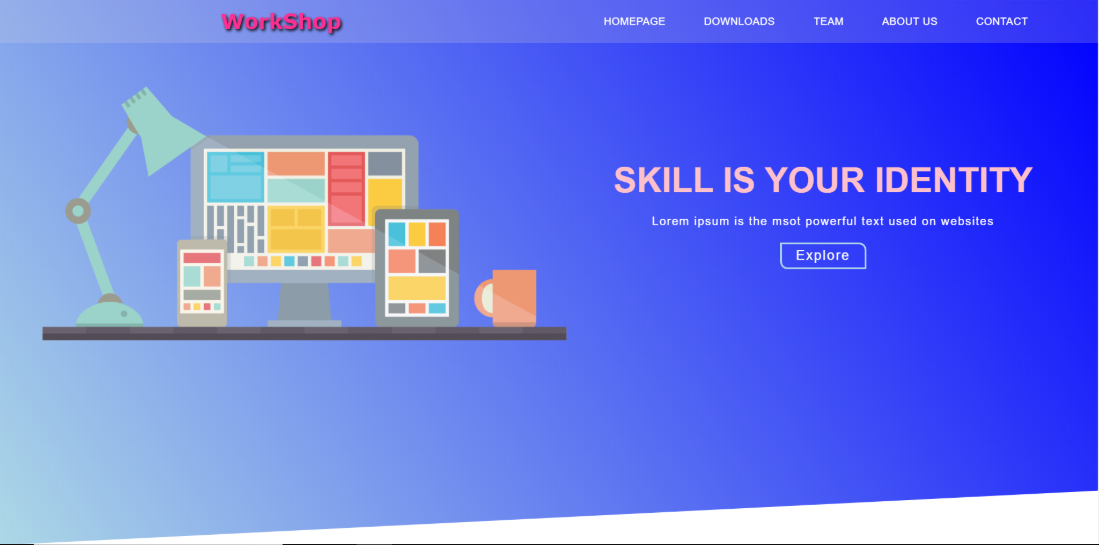 WorkShop
HOMEPAGE DOWNLOADS TEAM ABOUT US CONTACT
SKILL IS YOUR IDENTITY
Lorem ipsum is the msot powerful text used on websites
Explore